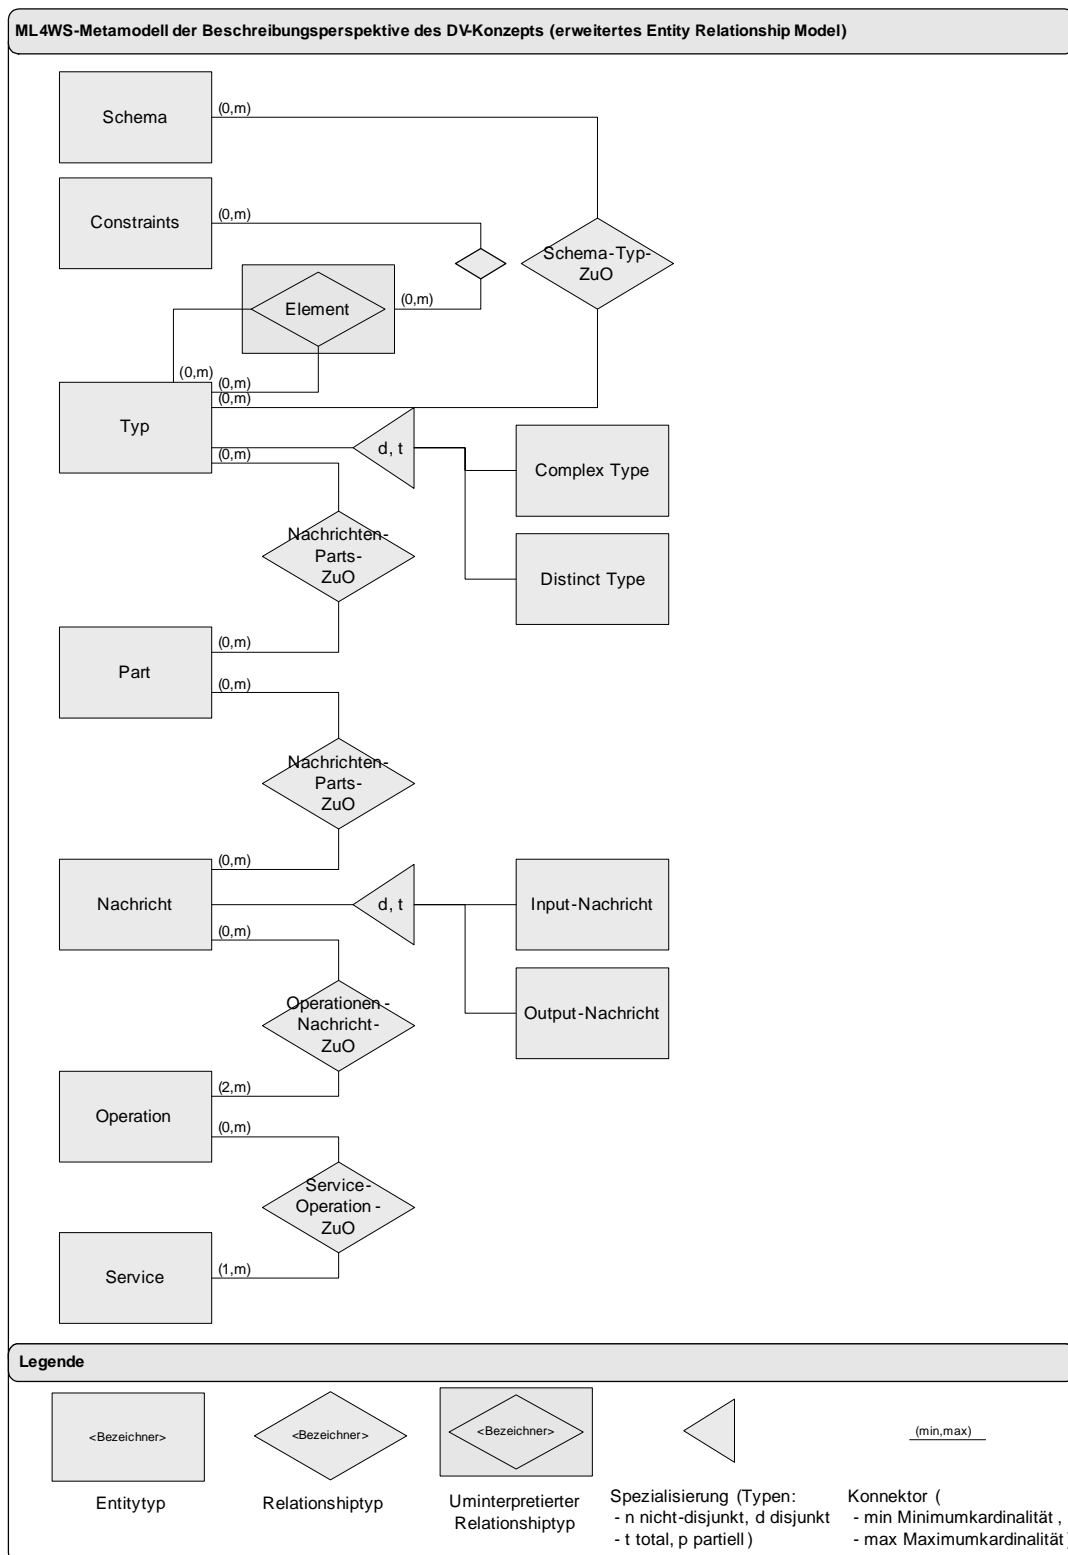 ML4WS-Metamodell der Beschreibungsperspektive des DV-Konzepts (erweitertes Entity Relationship Model)
Schema
(0,m)
Constraints
(0,m)
Schema-Typ-
ZuO
Element
(0,m)
(0,m)
(0,m)
(0,m)
Typ
(0,m)
d, t
Complex Type
Distinct Type
Nachrichten-
Parts-
ZuO
(0,m)
Part
(0,m)
Nachrichten-
Parts-
ZuO
(0,m)
Nachricht
d, t
Input-Nachricht
(0,m)
Output-Nachricht
Operationen-
Nachricht-
ZuO
(2,m)
Operation
(0,m)
Service-
Operation-
ZuO
Service
(1,m)
Legende
<Bezeichner>
<Bezeichner>
<Bezeichner>
(min,max)
Entitytyp
Relationshiptyp
Uminterpretierter
Relationshiptyp
Spezialisierung (Typen:
- n nicht-disjunkt, d disjunkt
- t total, p partiell)
Konnektor (
- min Minimumkardinalität,
- max Maximumkardinalität)